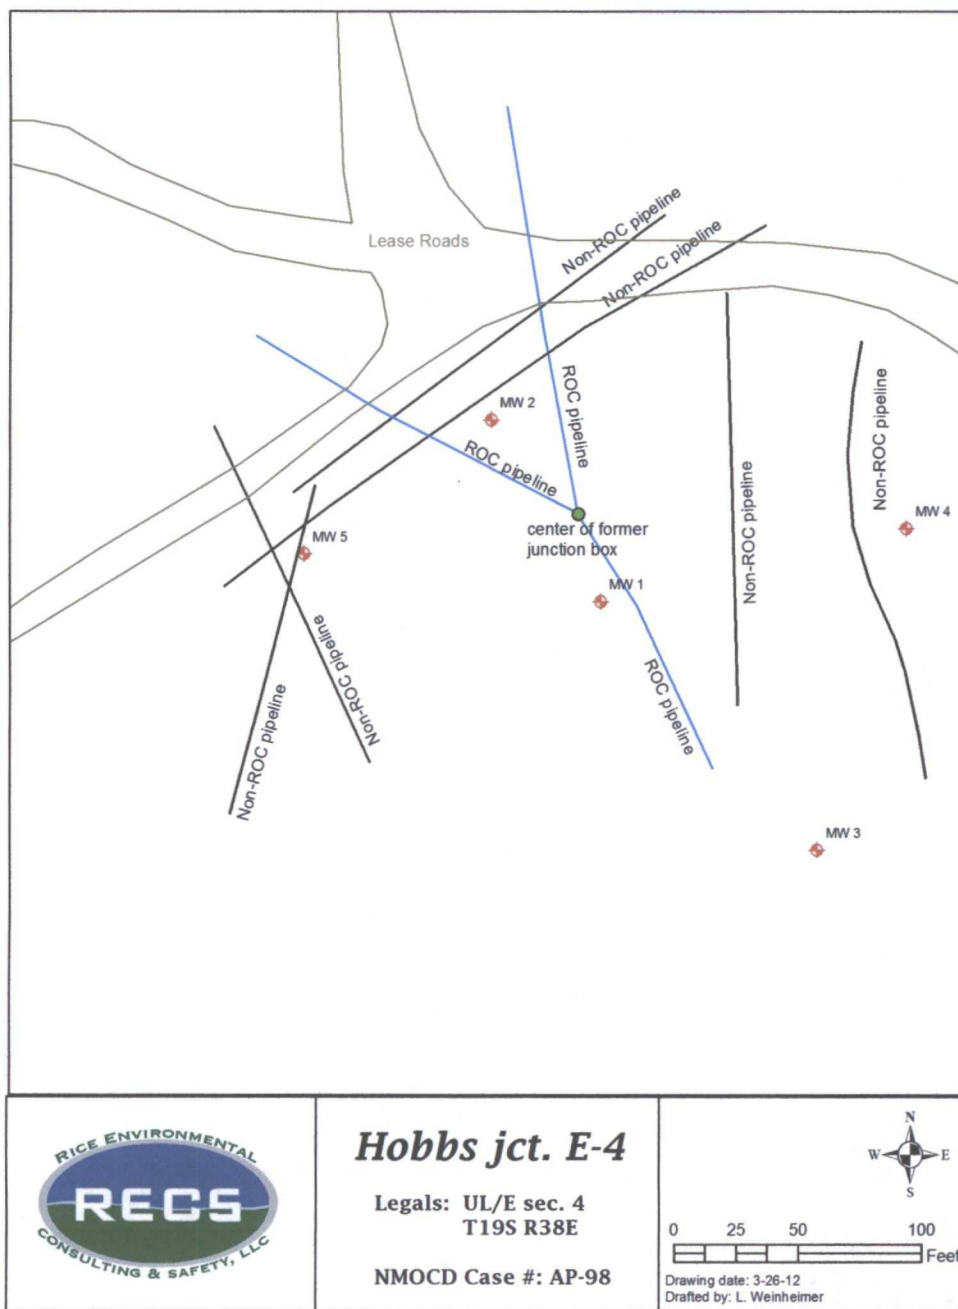 Lease Roads
Non-ROC pipeline
Non-ROC pipeline
ROC pipeline
MW 2
ROC pipeline
Non-ROC pipeline
Non-ROC pipeline
MW 4
center of former
junction box
MW 5
MW 1
Non-ROC pipeline
ROC pipeline
Non-ROC pipeline
MW 3
RICE ENVIRONMENTAL
RECS
CONSULTING & SAFETY, LLC
Hobbs jct. E-4
Legals: UL/E sec. 4
T19S R38E
NMOCD Case #: AP-98
N
W E
S
0 25 50 100
Feet
Drawing date: 3-26-12
Drafted by: L. Weinheimer